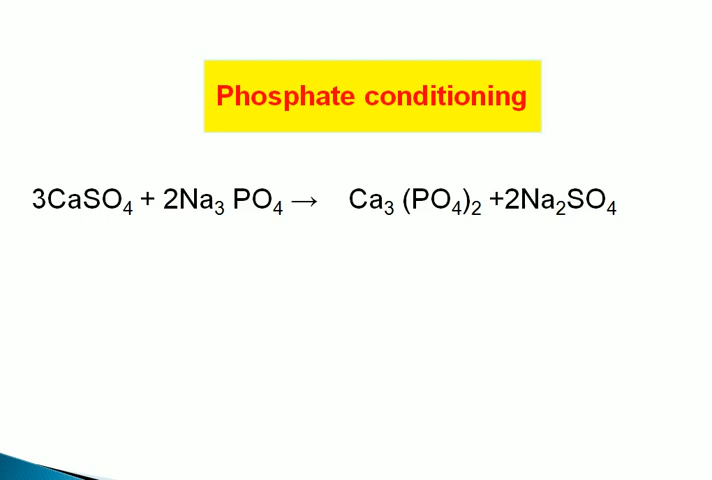 Phosphate conditioning
3CaSO₄ + 2Na₃ PO₄ → Ca₃ (PO₄)₂ +2Na₂SO₄